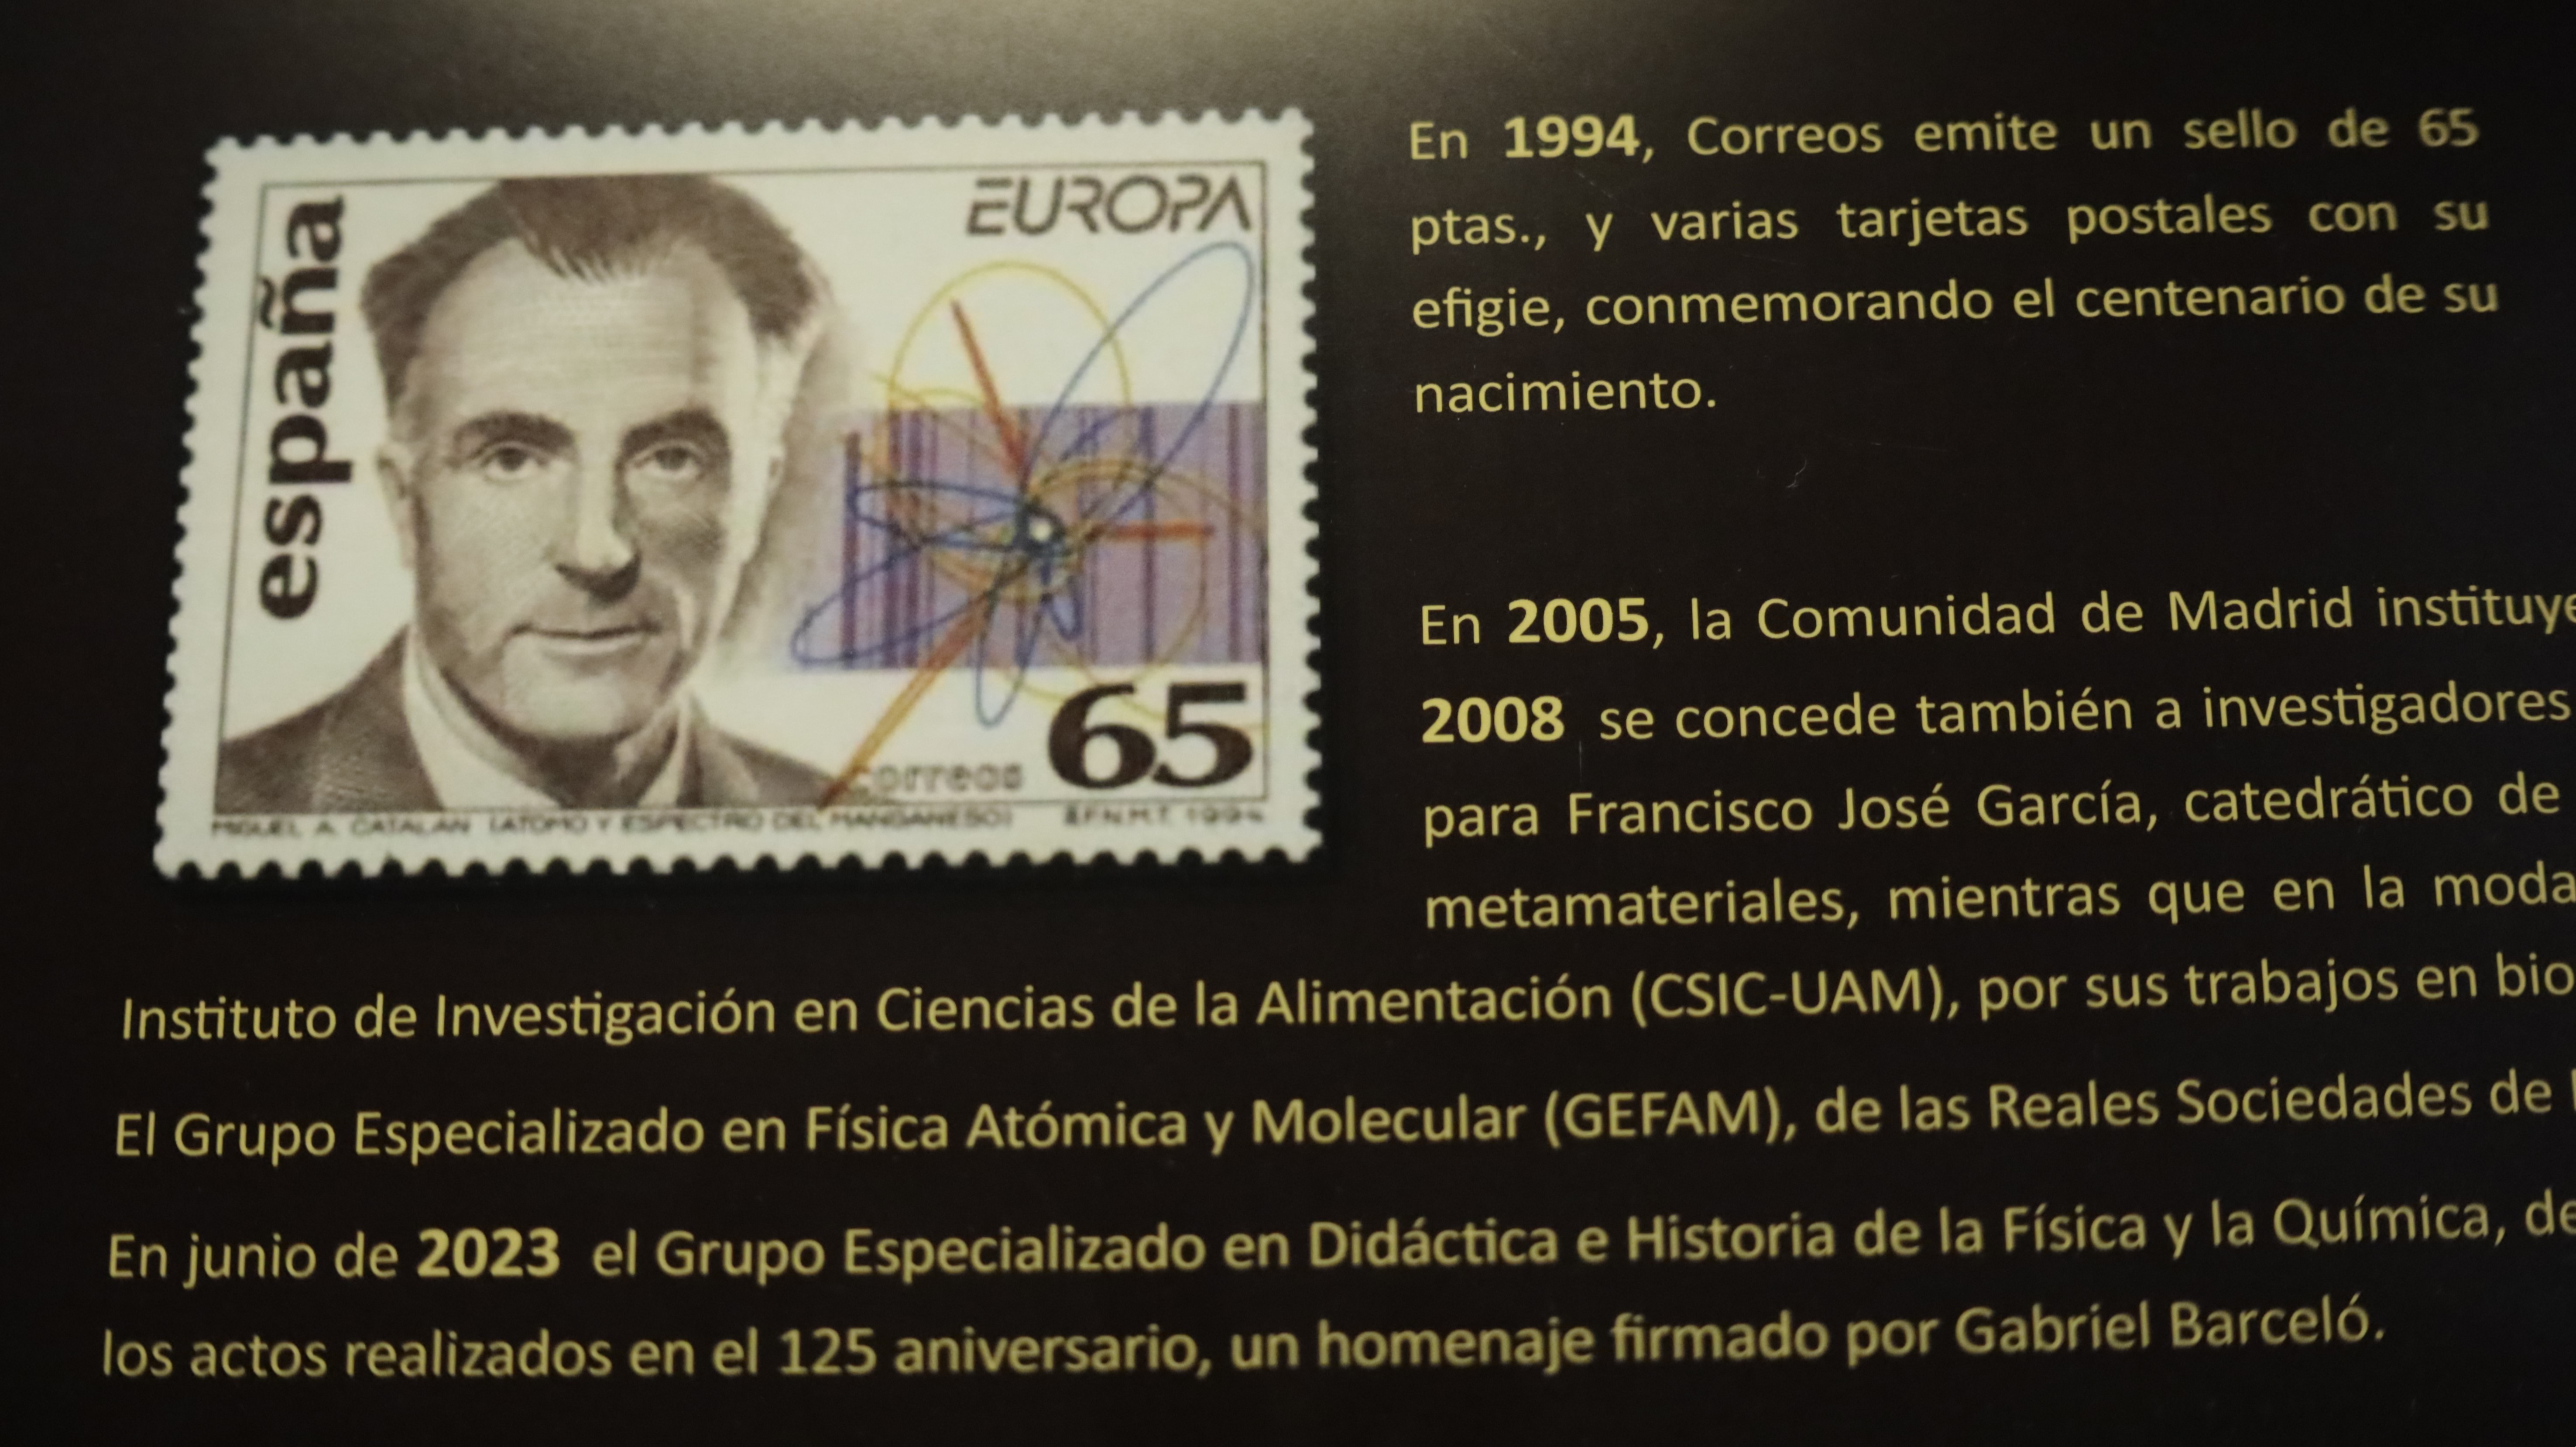 españa
EUROPA
correos
65
MIGUEL A. CATALAN (ATOMO Y ESPECTRO DEL MANGANESO) F.N.M.T. 1994
En 1994, Correos emite un sello de 65
ptas., y varias tarjetas postales con su
efigie, conmemorando el centenario de su
nacimiento.
En 2005, la Comunidad de Madrid instituye
2008 se concede también a investigadores
para Francisco José García, catedrático de
metamateriales, mientras que en la moda
Instituto de Investigación en Ciencias de la Alimentación (CSIC-UAM), por sus trabajos en bio
El Grupo Especializado en Física Atómica y Molecular (GEFAM), de las Reales Sociedades de
En junio de 2023 el Grupo Especializado en Didáctica e Historia de la Física y la Química, de
los actos realizados en el 125 aniversario, un homenaje firmado por Gabriel Barceló.